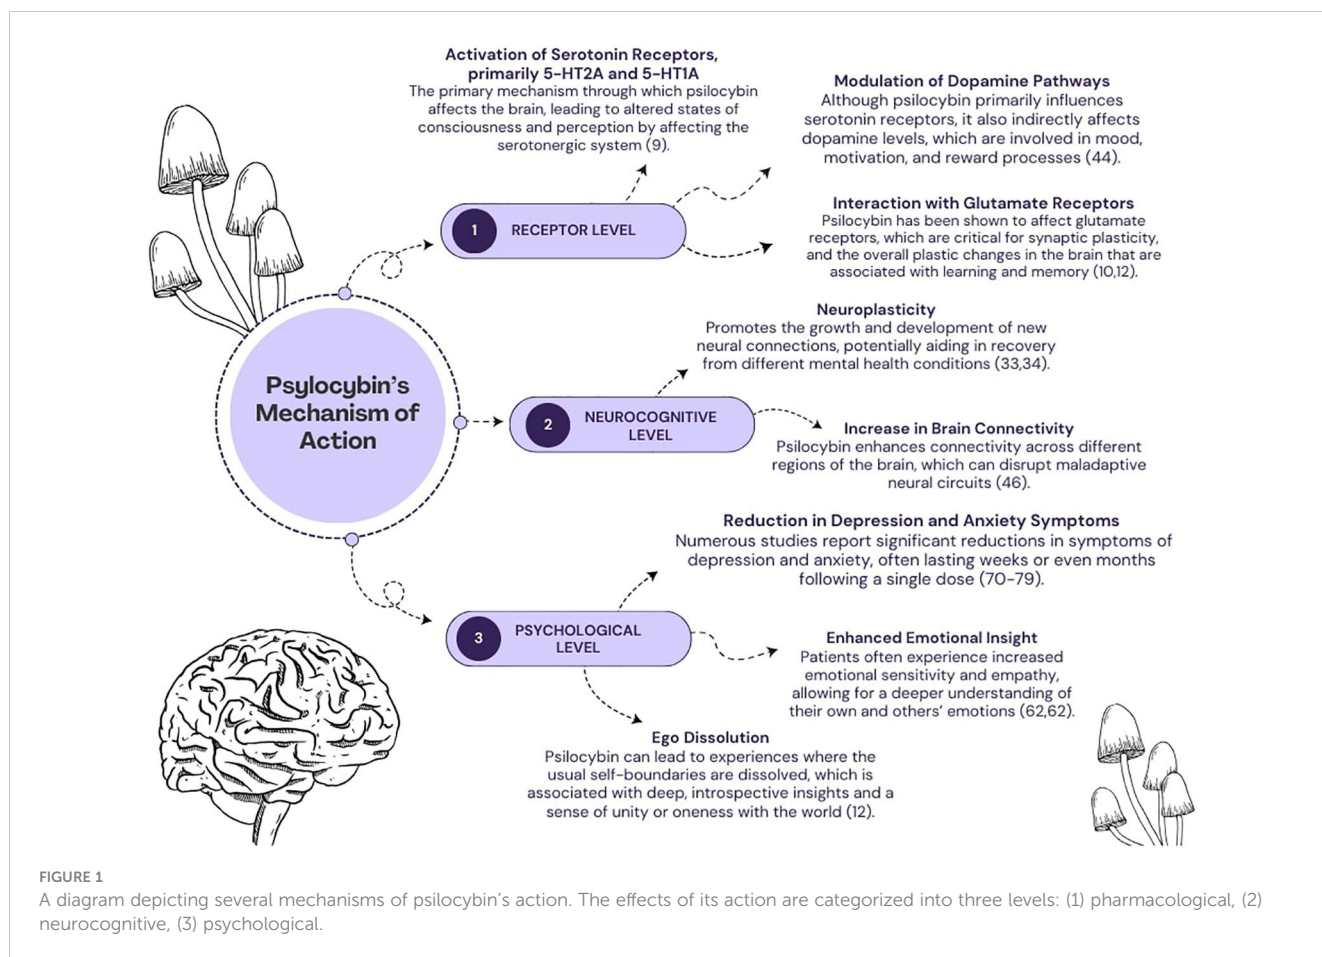 Activation of Serotonin Receptors,
primarily 5-HT2A and 5-HT1A
The primary mechanism through which psilocybin
affects the brain, leading to altered states of
consciousness and perception by affecting the
serotonergic system (9).
Modulation of Dopamine Pathways
Although psilocybin primarily influences
serotonin receptors, it also indirectly affects
dopamine levels, which are involved in mood,
motivation, and reward processes (44).
1
RECEPTOR LEVEL
Interaction with Glutamate Receptors
Psilocybin has been shown to affect glutamate
receptors, which are critical for synaptic plasticity,
and the overall plastic changes in the brain that are
associated with learning and memory (10,12).
Psylocybin's
Mechanism of
Action
Neuroplasticity
Promotes the growth and development of new
neural connections, potentially aiding in recovery
from different mental health conditions (33,34).
2
NEUROCOGNITIVE
LEVEL
Increase in Brain Connectivity
Psilocybin enhances connectivity across different
regions of the brain, which can disrupt maladaptive
neural circuits (46).
Reduction in Depression and Anxiety Symptoms
Numerous studies report significant reductions in symptoms of
depression and anxiety, often lasting weeks or even months
following a single dose (70-79).
3
PSYCHOLOGICAL
LEVEL
Enhanced Emotional Insight
Patients often experience increased
emotional sensitivity and empathy,
allowing for a deeper understanding of
their own and others' emotions (62,62).
Ego Dissolution
Psilocybin can lead to experiences where the
usual self-boundaries are dissolved, which is
associated with deep, introspective insights and a
sense of unity or oneness with the world (12).
FIGURE 1
A diagram depicting several mechanisms of psilocybin's action. The effects of its action are categorized into three levels: (1) pharmacological, (2)
neurocognitive, (3) psychological.